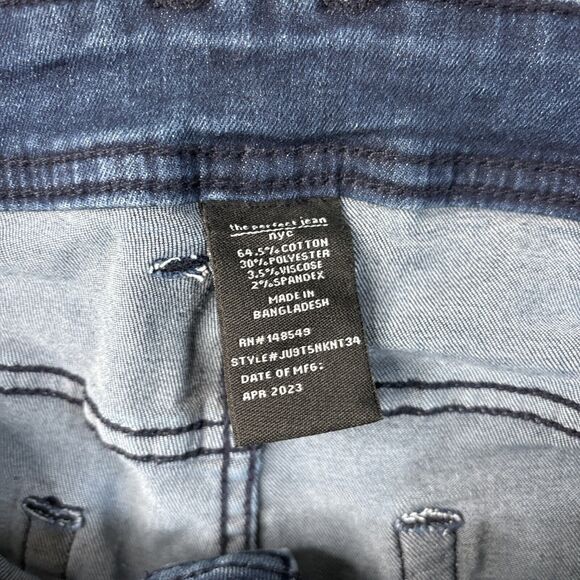 the perfect jean
nyc
64.5% COTTON
30% POLYESTER
3.5% VISCOSE
2% SPANDEX
MADE IN
BANGLADESH
RN# 148549
STYLE# JU9T5NKNT34
DATE OF MFG:
APR 2023